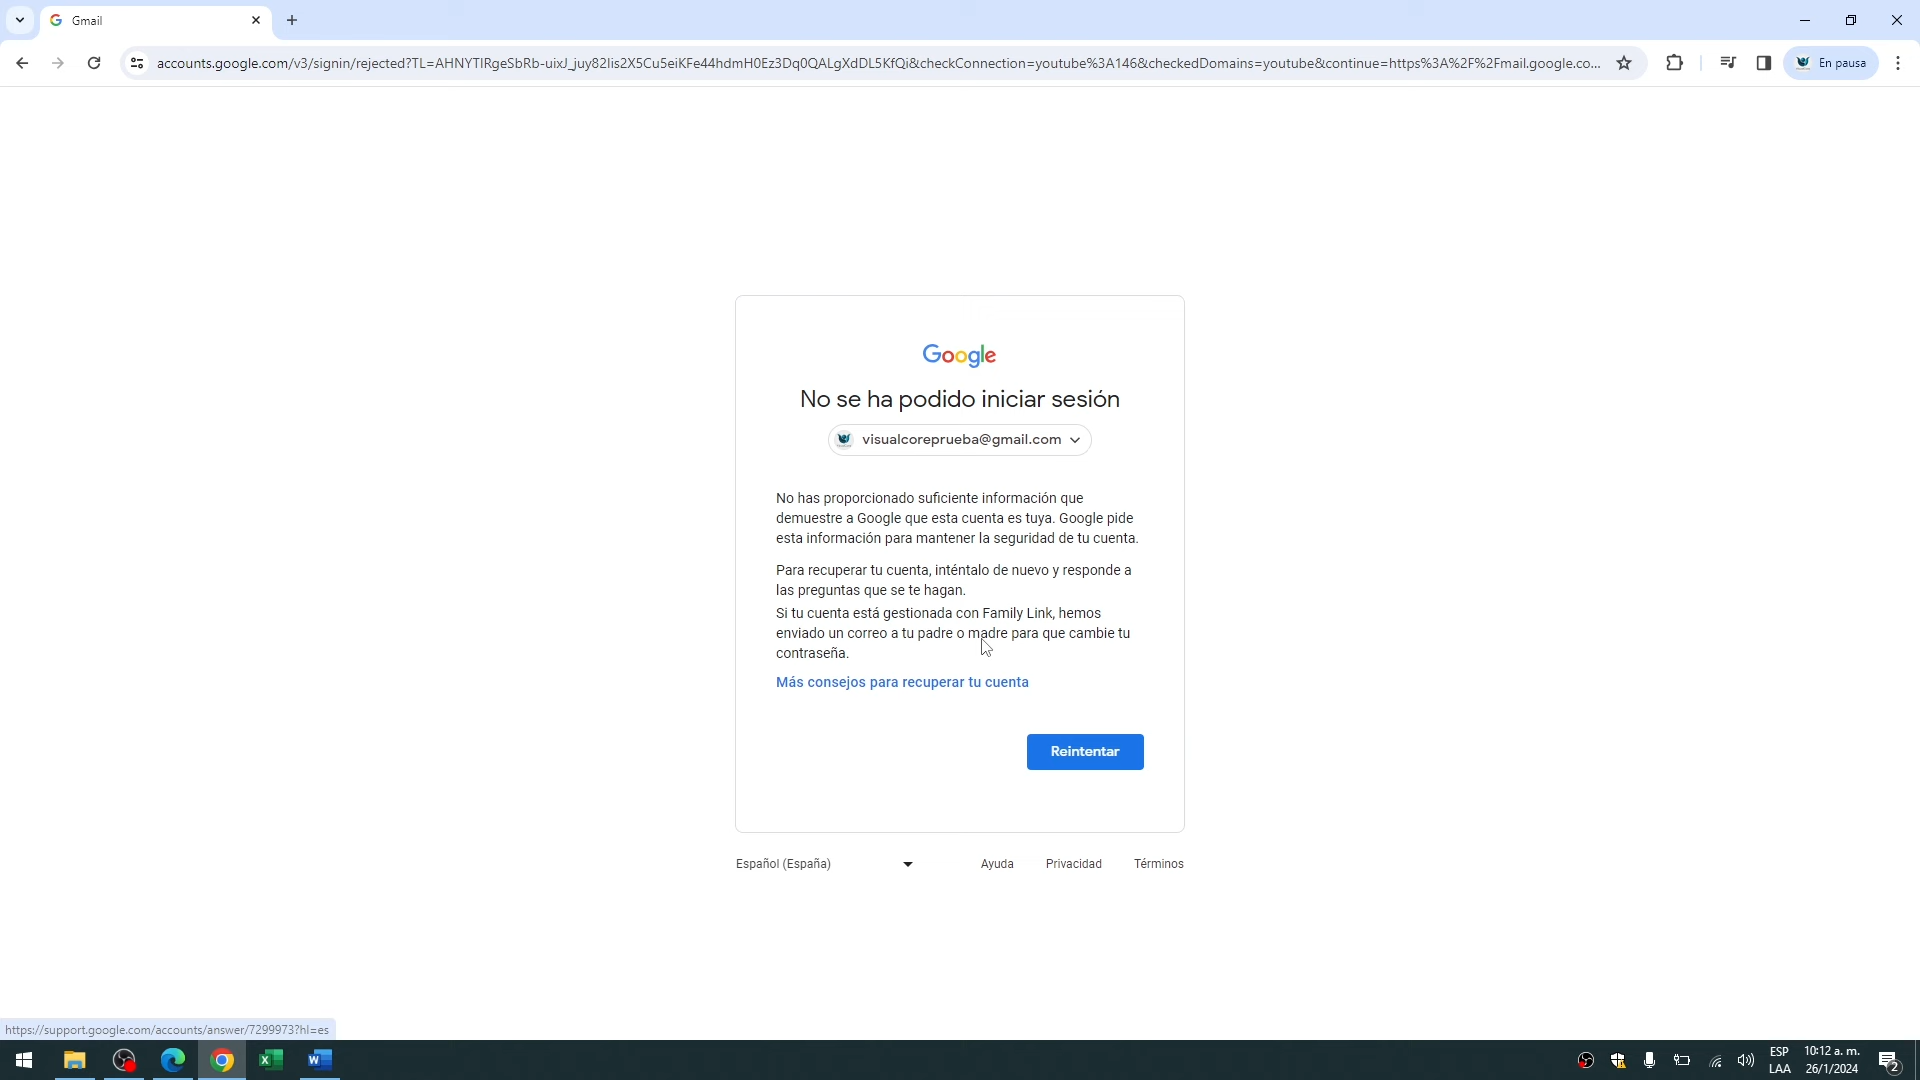 Gmail
accounts.google.com/v3/signin/rejected?TL=AHNYTIRgeSbRb-uixJ_juy82Iis2X5Cu5eiKFe44hdmH0Ez3Dq0QALgXdDL5KfQi&checkConnection=youtube%3A146&checkedDomains=youtube&continue=https%3A%2F%2Fmail.google.co...
En pausa
Google
No se ha podido iniciar sesión
visualcoreprueba@gmail.com
No has proporcionado suficiente información que
demuestre a Google que esta cuenta es tuya. Google pide
esta información para mantener la seguridad de tu cuenta.
Para recuperar tu cuenta, inténtalo de nuevo y responde a
las preguntas que se te hagan.
Si tu cuenta está gestionada con Family Link, hemos
enviado un correo a tu padre o madre para que cambie tu
contraseña.
Más consejos para recuperar tu cuenta
Reintentar
Español (España)
Ayuda
Privacidad
Términos
https://support.google.com/accounts/answer/7299973?hl=es
ESP
LAA
10:12 a. m.
26/1/2024
2